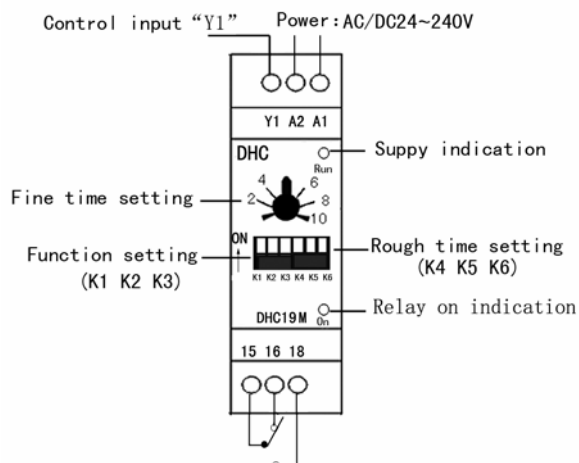 Control input “Y1”
Power:AC/DC24~240V
Y1 A2 A1
DHC
Suppy indication
Run
4 6
Fine time setting
2 8
10
ON
Function setting
(K1 K2 K3)
Rough time setting
(K4 K5 K6)
K1 K2 K3 K4 K5 K6
DHC19M
Relay on indication
On
15 16 18